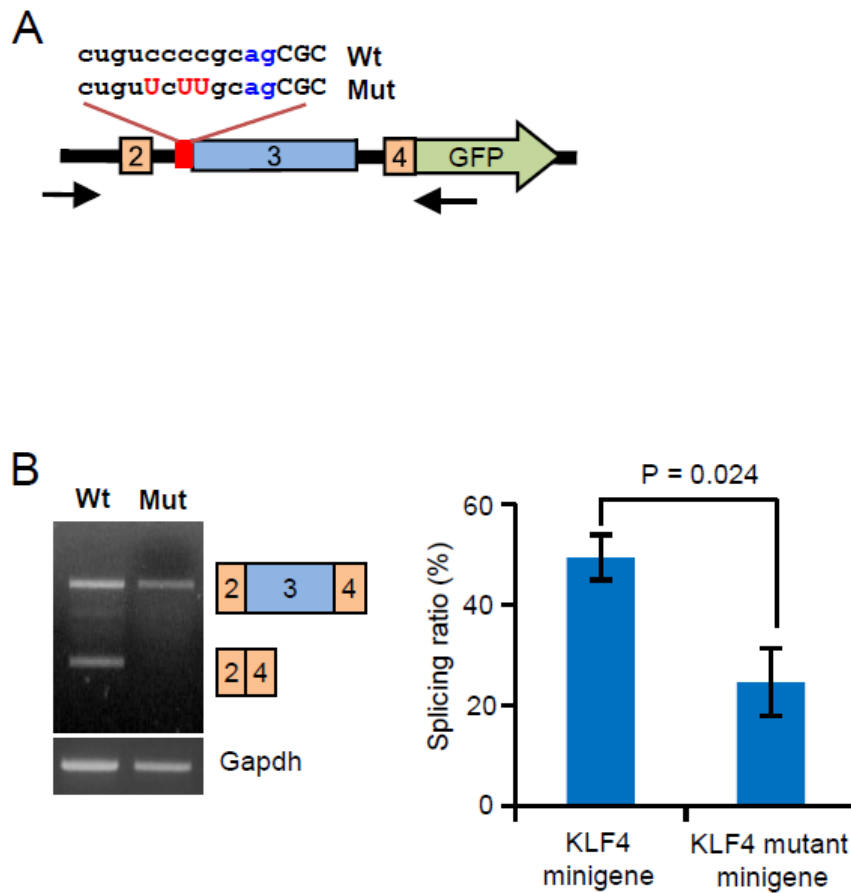 A
cuguccccgcagCGC Wt
cuguUcUUgcagCGC Mut
2 3 4 GFP
B
Wt Mut
2 3 4
2 4
Gapdh
P = 0.024
Splicing ratio (%)
60
40
20
0
KLF4 minigene
KLF4 mutant minigene